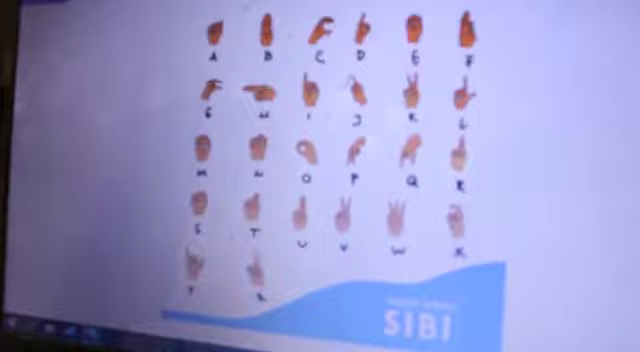 A B C D E F
G H I J K L
M N O P Q R
S T U V W X
Y Z
SIBI